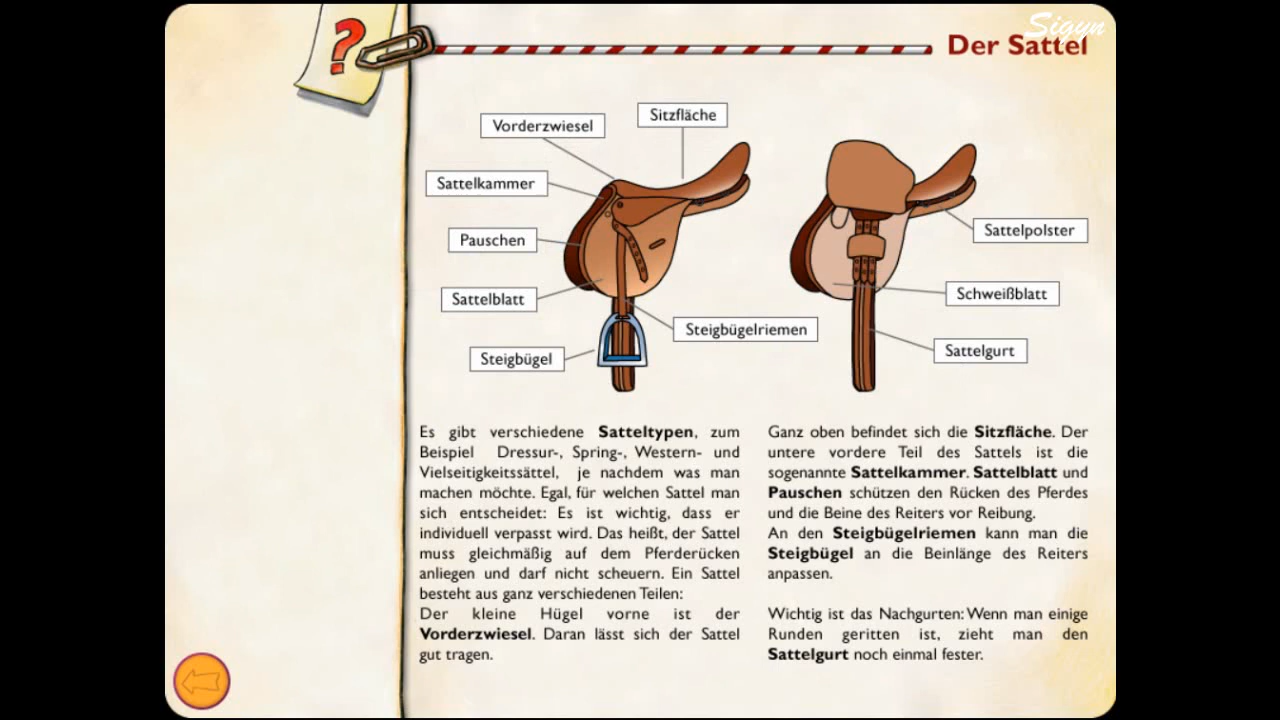 ?
Sigyn
Der Sattel
Vorderzwiesel
Sitzfläche
Sattelkammer
Pauschen
Sattelblatt
Steigbügel
Steigbügelriemen
Sattelpolster
Schweißblatt
Sattelgurt
Es gibt verschiedene Satteltypen, zum
Beispiel Dressur-, Spring-, Western- und
Vielseitigkeitssättel, je nachdem was man
machen möchte. Egal, für welchen Sattel man
sich entscheidet: Es ist wichtig, dass er
individuell verpasst wird. Das heißt, der Sattel
muss gleichmäßig auf dem Pferderücken
anliegen und darf nicht scheuern. Ein Sattel
besteht aus ganz verschiedenen Teilen:
Der kleine Hügel vorne ist der
Vorderzwiesel. Daran lässt sich der Sattel
gut tragen.
Ganz oben befindet sich die Sitzfläche. Der
untere vordere Teil des Sattels ist die
sogenannte Sattelkammer. Sattelblatt und
Pauschen schützen den Rücken des Pferdes
und die Beine des Reiters vor Reibung.
An den Steigbügelriemen kann man die
Steigbügel an die Beinlänge des Reiters
anpassen.
Wichtig ist das Nachgurten: Wenn man einige
Runden geritten ist, zieht man den
Sattelgurt noch einmal fester.